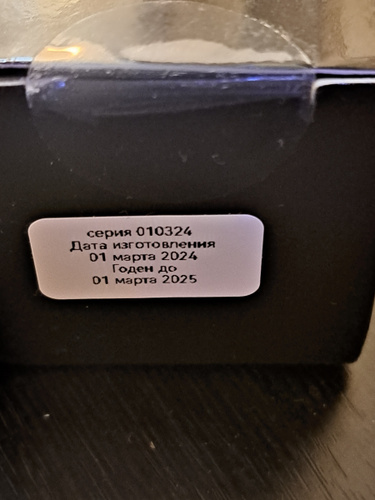 серия 010324
Дата изготовления
01 марта 2024
Годен до
01 марта 2025